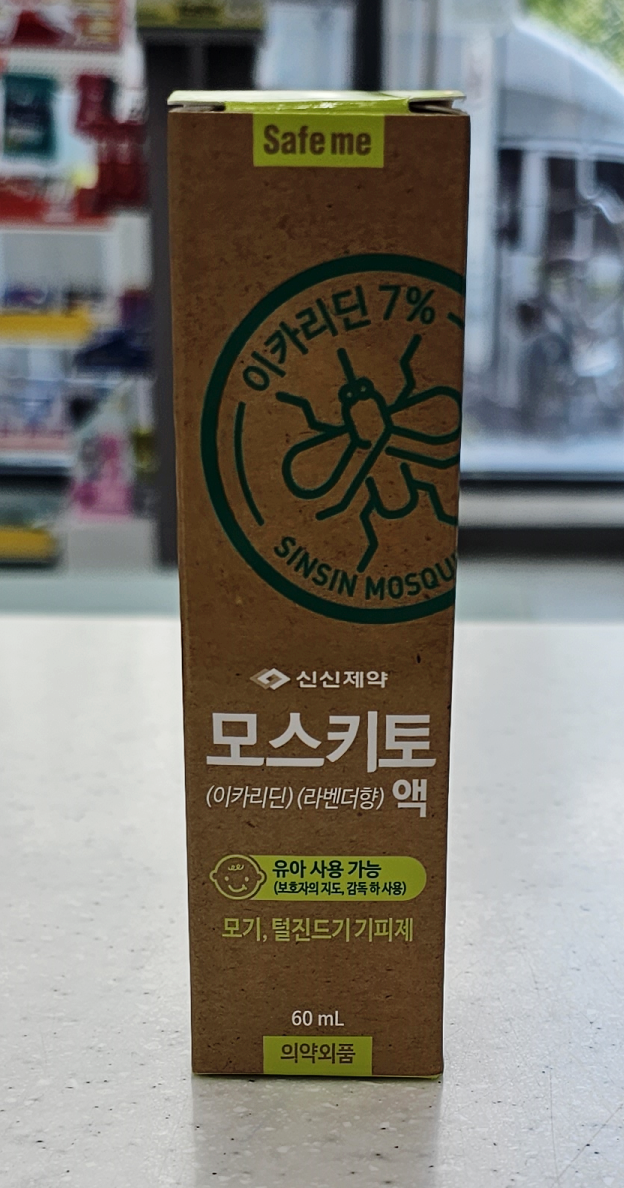 Safe me
이카리딘 7%
SINSIN MOSQU
신신제약
모스키토
(이카리딘) (라벤더향) 액
유아 사용 가능
(보호자의 지도, 감독 하 사용)
모기, 털진드기 기피제
60 mL
의약외품